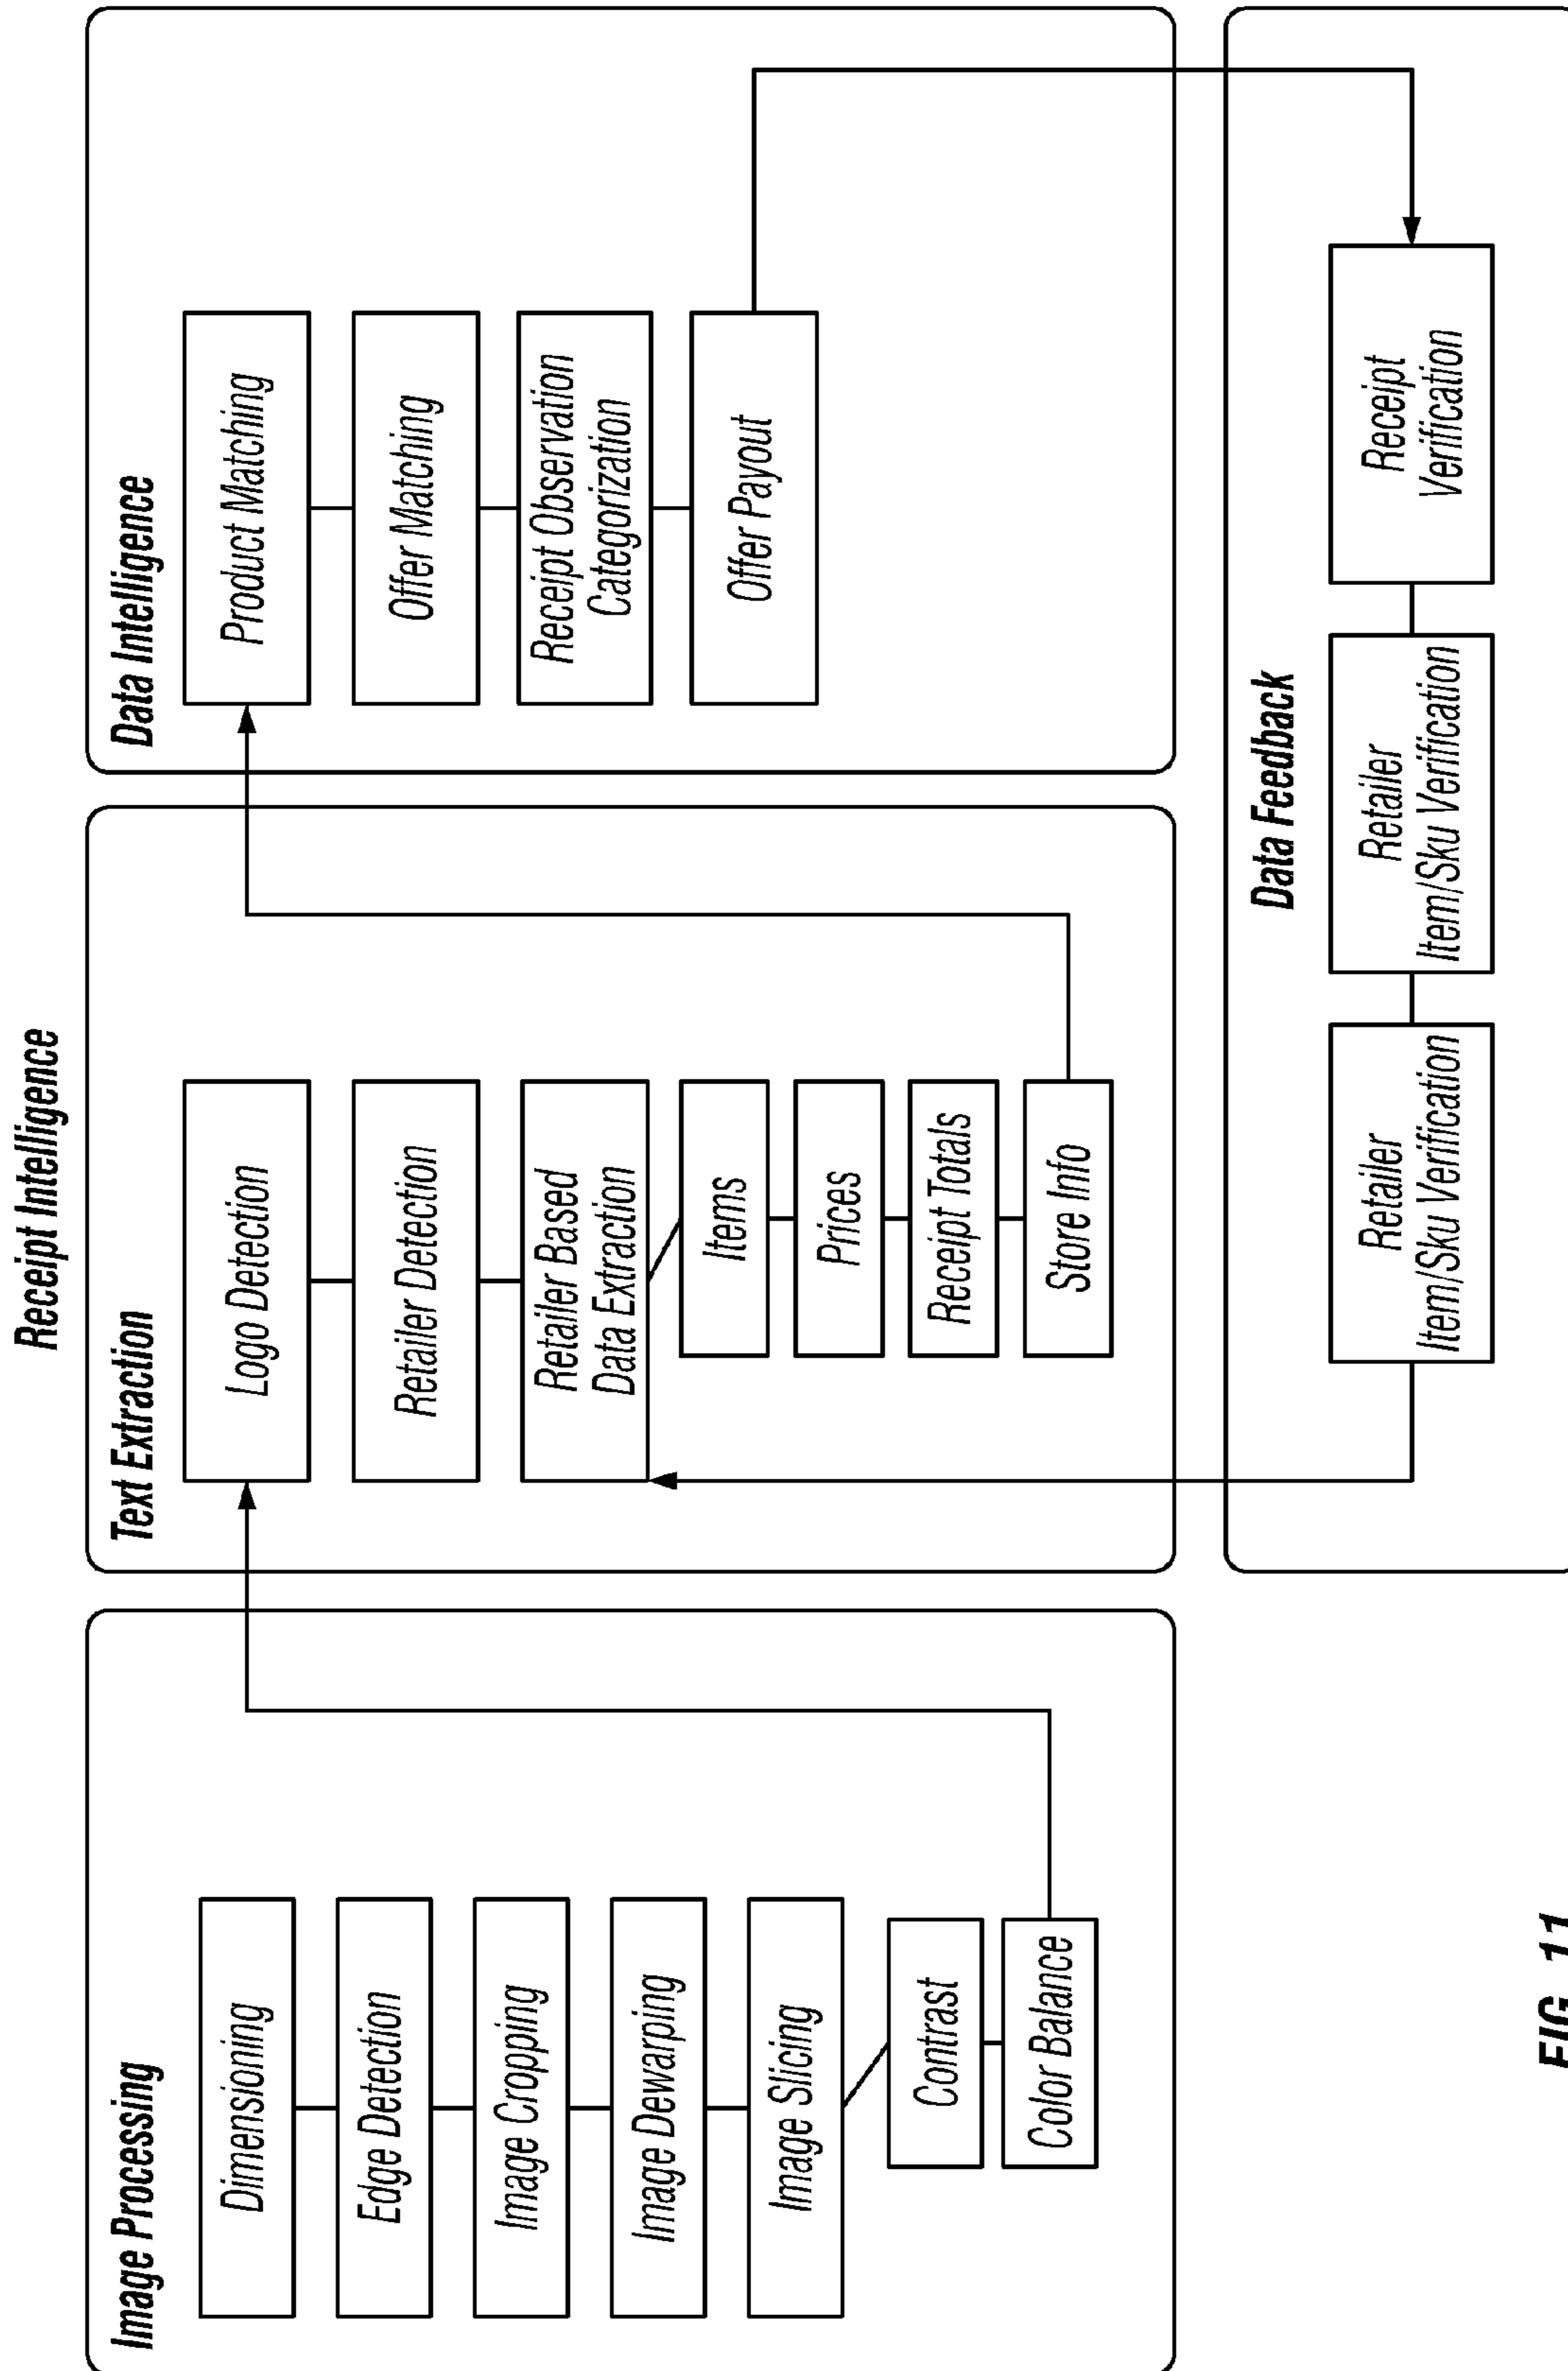 Receipt Intelligence
Image Processing
Dimensioning
Edge Detection
Image Cropping
Image Dewarping
Image Slicing
Contrast
Color Balance
Text Extraction
Logo Detection
Retailer Detection
Retailer Based
Data Extraction
Items
Prices
Receipt Totals
Store Info
Data Intelligence
Product Matching
Offer Matching
Receipt Observation
Categorization
Offer Payout
Data Feedback
Retailer
Item/Sku Verification
Retailer
Item/Sku Verification
Receipt
Verification
FIG. 11